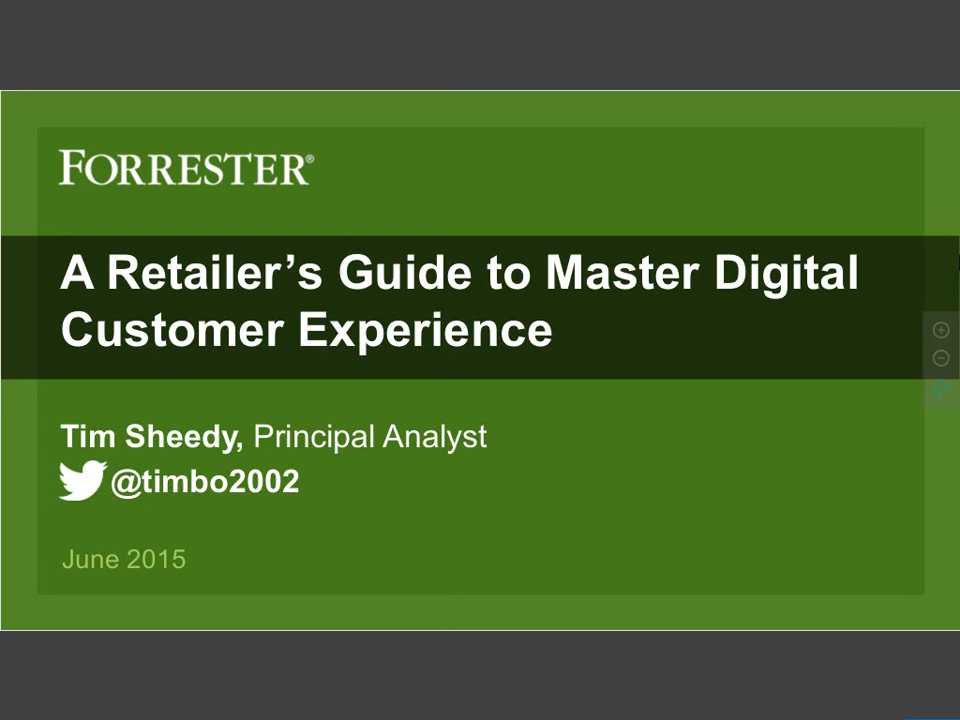 FORRESTER®
A Retailer’s Guide to Master Digital
Customer Experience
Tim Sheedy, Principal Analyst
@timbo2002
June 2015